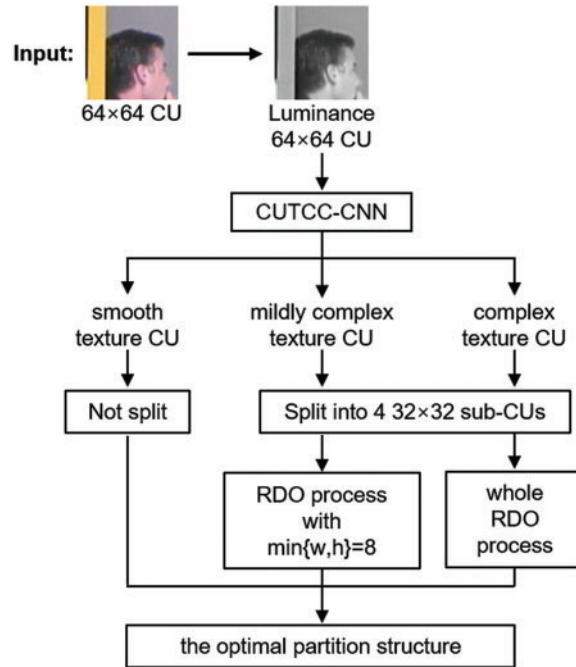 Input:
64×64 CU
Luminance
64×64 CU
CUTCC-CNN
smooth
texture CU
mildly complex
texture CU
complex
texture CU
Not split
Split into 4 32×32 sub-CUs
RDO process
with
min{w,h}=8
whole
RDO
process
the optimal partition structure